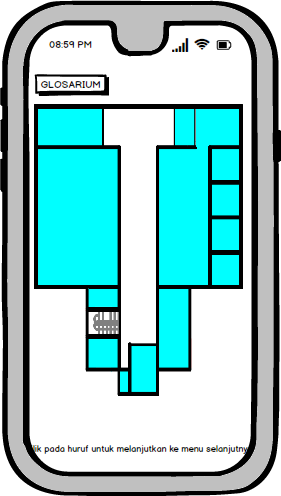 08:59 PM
GLOSARIUM
lik pada huruf untuk melanjutkan ke menu selanjutny